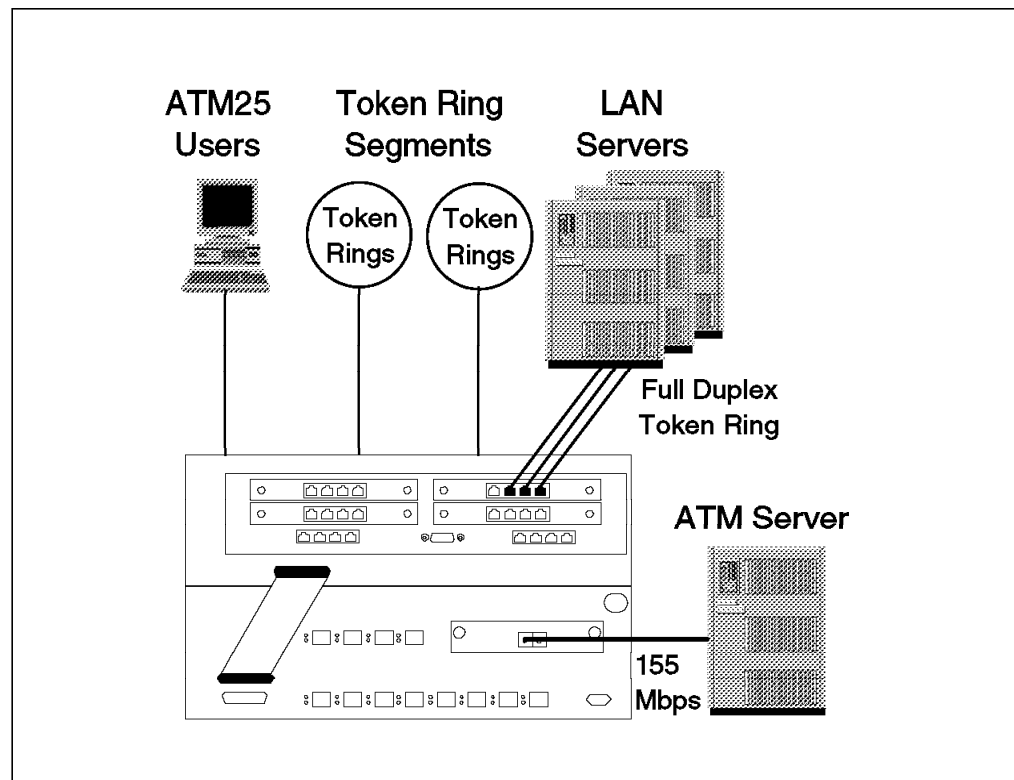 ATM25
Users
Token Ring
Segments
LAN
Servers
Token
Rings
Token
Rings
Full Duplex
Token Ring
ATM Server
155
Mbps